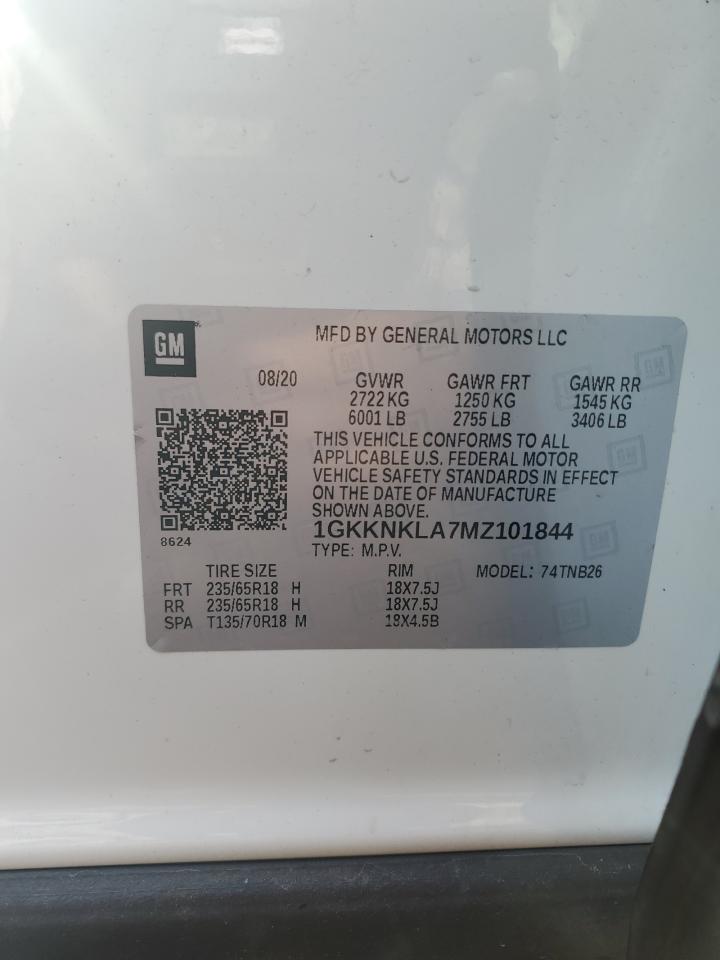 GM
MFD BY GENERAL MOTORS LLC
08/20 GVWR GAWR FRT GAWR RR
2722 KG 1250 KG 1545 KG
6001 LB 2755 LB 3406 LB
THIS VEHICLE CONFORMS TO ALL
APPLICABLE U.S. FEDERAL MOTOR
VEHICLE SAFETY STANDARDS IN EFFECT
ON THE DATE OF MANUFACTURE
SHOWN ABOVE.
8624
1GKKNKLA7MZ101844
TYPE: M.P.V.
TIRE SIZE RIM MODEL: 74TNB26
FRT 235/65R18 H 18X7.5J
RR 235/65R18 H 18X7.5J
SPA T135/70R18 M 18X4.5B